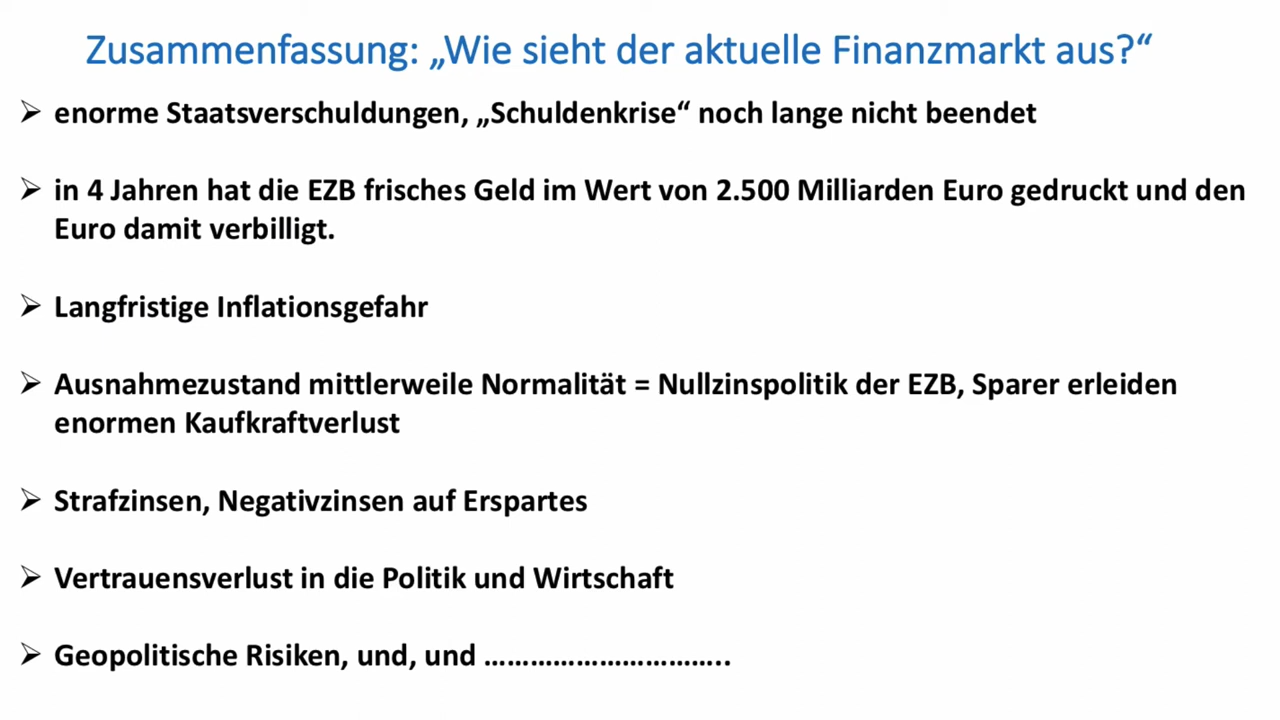 Zusammenfassung: „Wie sieht der aktuelle Finanzmarkt aus?“
➢ enorme Staatsverschuldungen, „Schuldenkrise“ noch lange nicht beendet
➢ in 4 Jahren hat die EZB frisches Geld im Wert von 2.500 Milliarden Euro gedruckt und den
Euro damit verbilligt.
➢ Langfristige Inflationsgefahr
➢ Ausnahmezustand mittlerweile Normalität = Nullzinspolitik der EZB, Sparer erleiden
enormen Kaufkraftverlust
➢ Strafzinsen, Negativzinsen auf Erspartes
➢ Vertrauensverlust in die Politik und Wirtschaft
➢ Geopolitische Risiken, und, und …………………………..